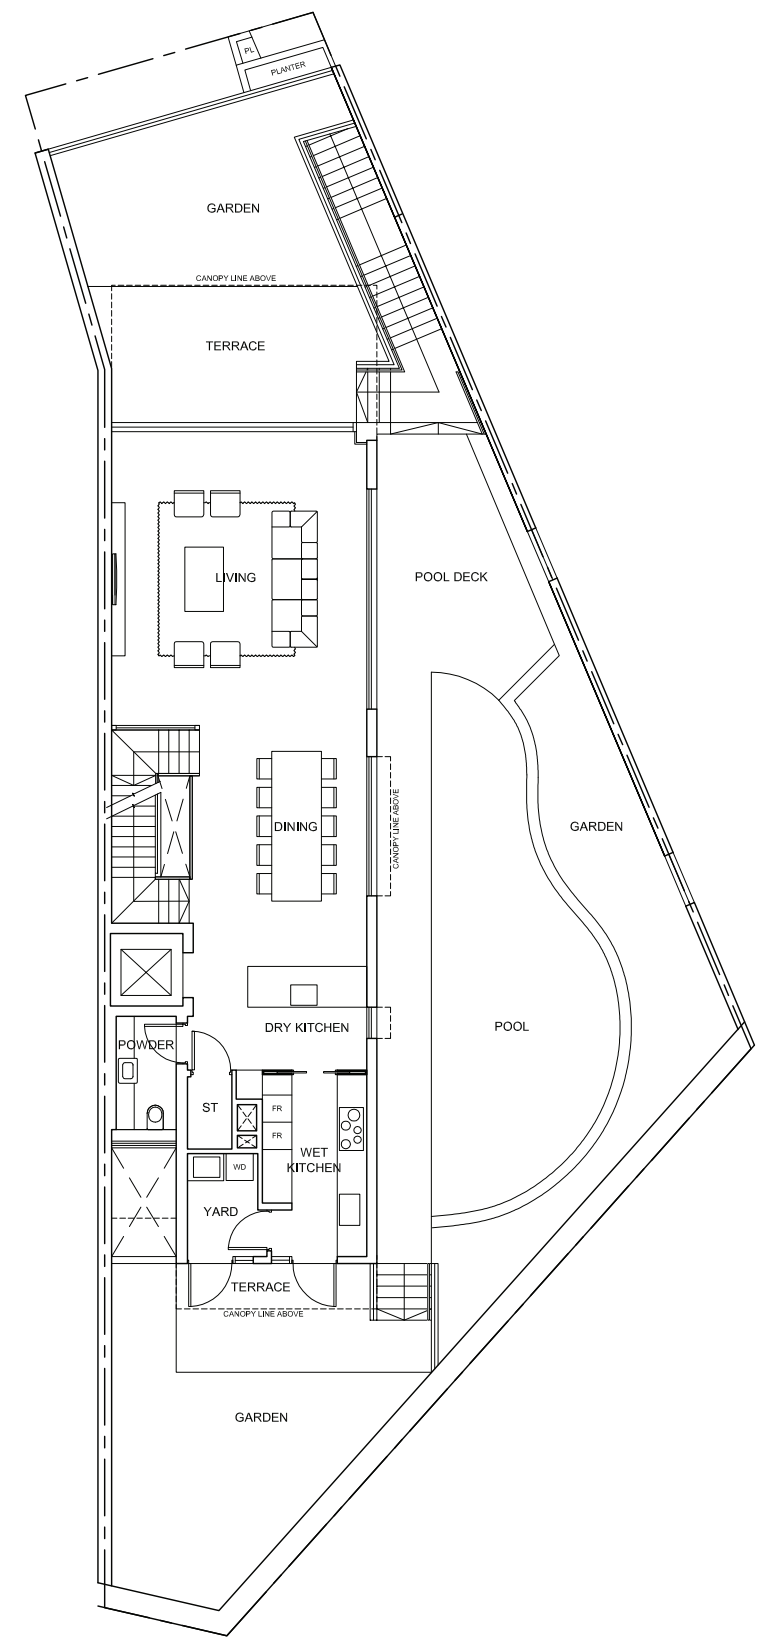 PL
PLANTER
GARDEN
CANOPY LINE ABOVE
TERRACE
LIVING
POOL DECK
DINING
CANOPY LINE ABOVE
GARDEN
DRY KITCHEN
POOL
POWDER
ST
FR
FR
WET
KITCHEN
WD
YARD
TERRACE
CANOPY LINE ABOVE
GARDEN